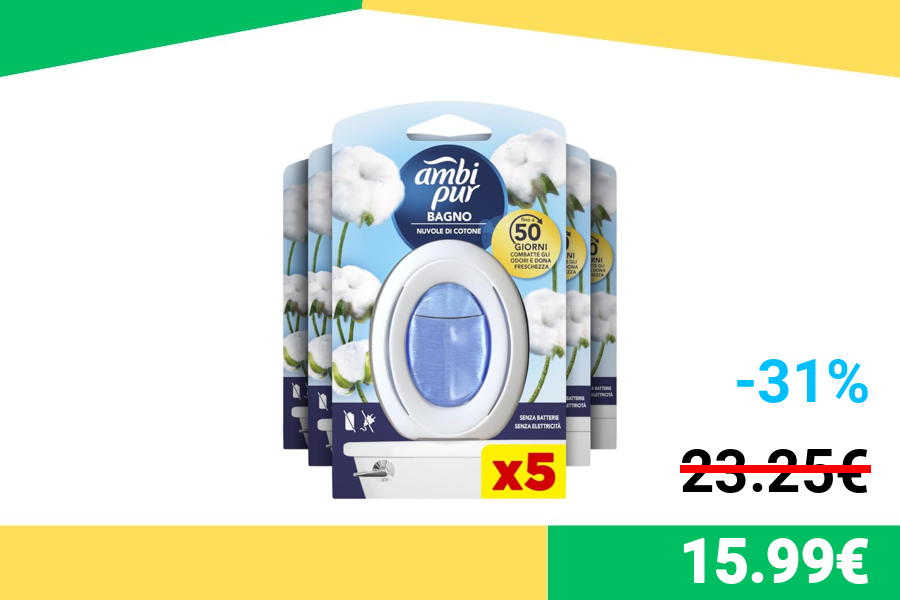 ambi
pur
BAGNO
NUVOLE DI COTONE
fino a
50
GIORNI
COMBATTE GLI
ODORI E DONA
FRESCHEZZA
SENZA BATTERIE
SENZA ELETTRICITÀ
x5
-31%
23.25€
15.99€